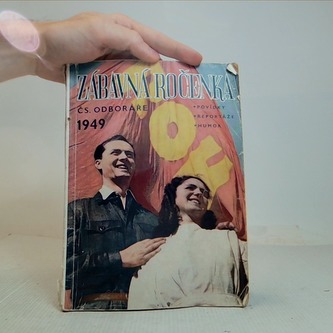 ZÁBAVNÁ ROČENKA
ČS. ODBORÁŘE
• POVÍDKY
• REPORTÁŽE
• HUMOR
1949